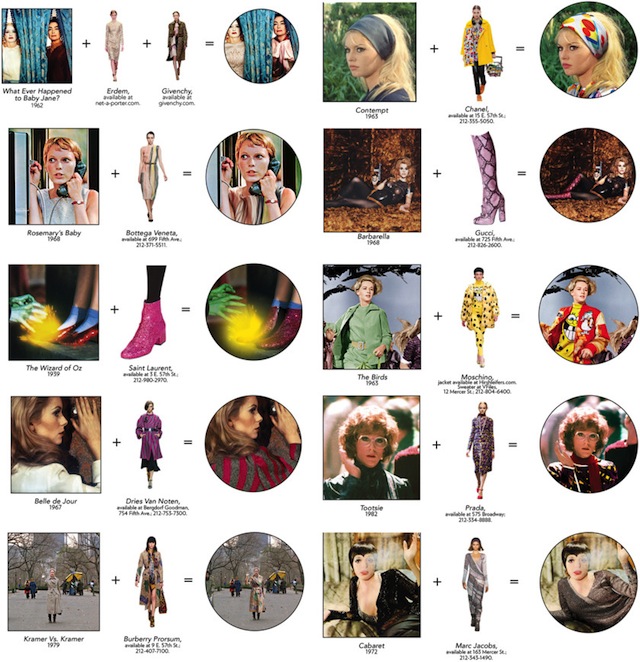 What Ever Happened
to Baby Jane?
1962
+
Erdem,
available at
net-a-porter.com.
+
Givenchy,
available at
givenchy.com.
=
Contempt
1963
+
Chanel,
available at 15 E. 57th St.;
212-355-5050.
=
Rosemary's Baby
1968
+
Bottega Veneta,
available at 699 Fifth Ave.;
212-371-5511.
=
Barbarella
1968
+
Gucci,
available at 725 Fifth Ave.;
212-826-2600.
=
The Wizard of Oz
1939
+
Saint Laurent,
available at 3 E. 57th St.;
212-980-2970.
=
The Birds
1963
+
Moschino,
jacket available at
Sweater at VFiles,
12 Mercer St.; 212-804-6400.
=
Belle de Jour
1967
+
Dries Van Noten,
available at Bergdorf Goodman,
754 Fifth Ave.; 212-753-7300.
=
Tootsie
1982
+
Prada,
available at 575 Broadway;
212-334-8888.
=
Kramer Vs. Kramer
1979
+
Burberry Prorsum,
available at 9 E. 57th St.;
212-407-7100.
=
Cabaret
1972
+
Marc Jacobs,
available at 163 Mercer St.;
212-343-1490.
=